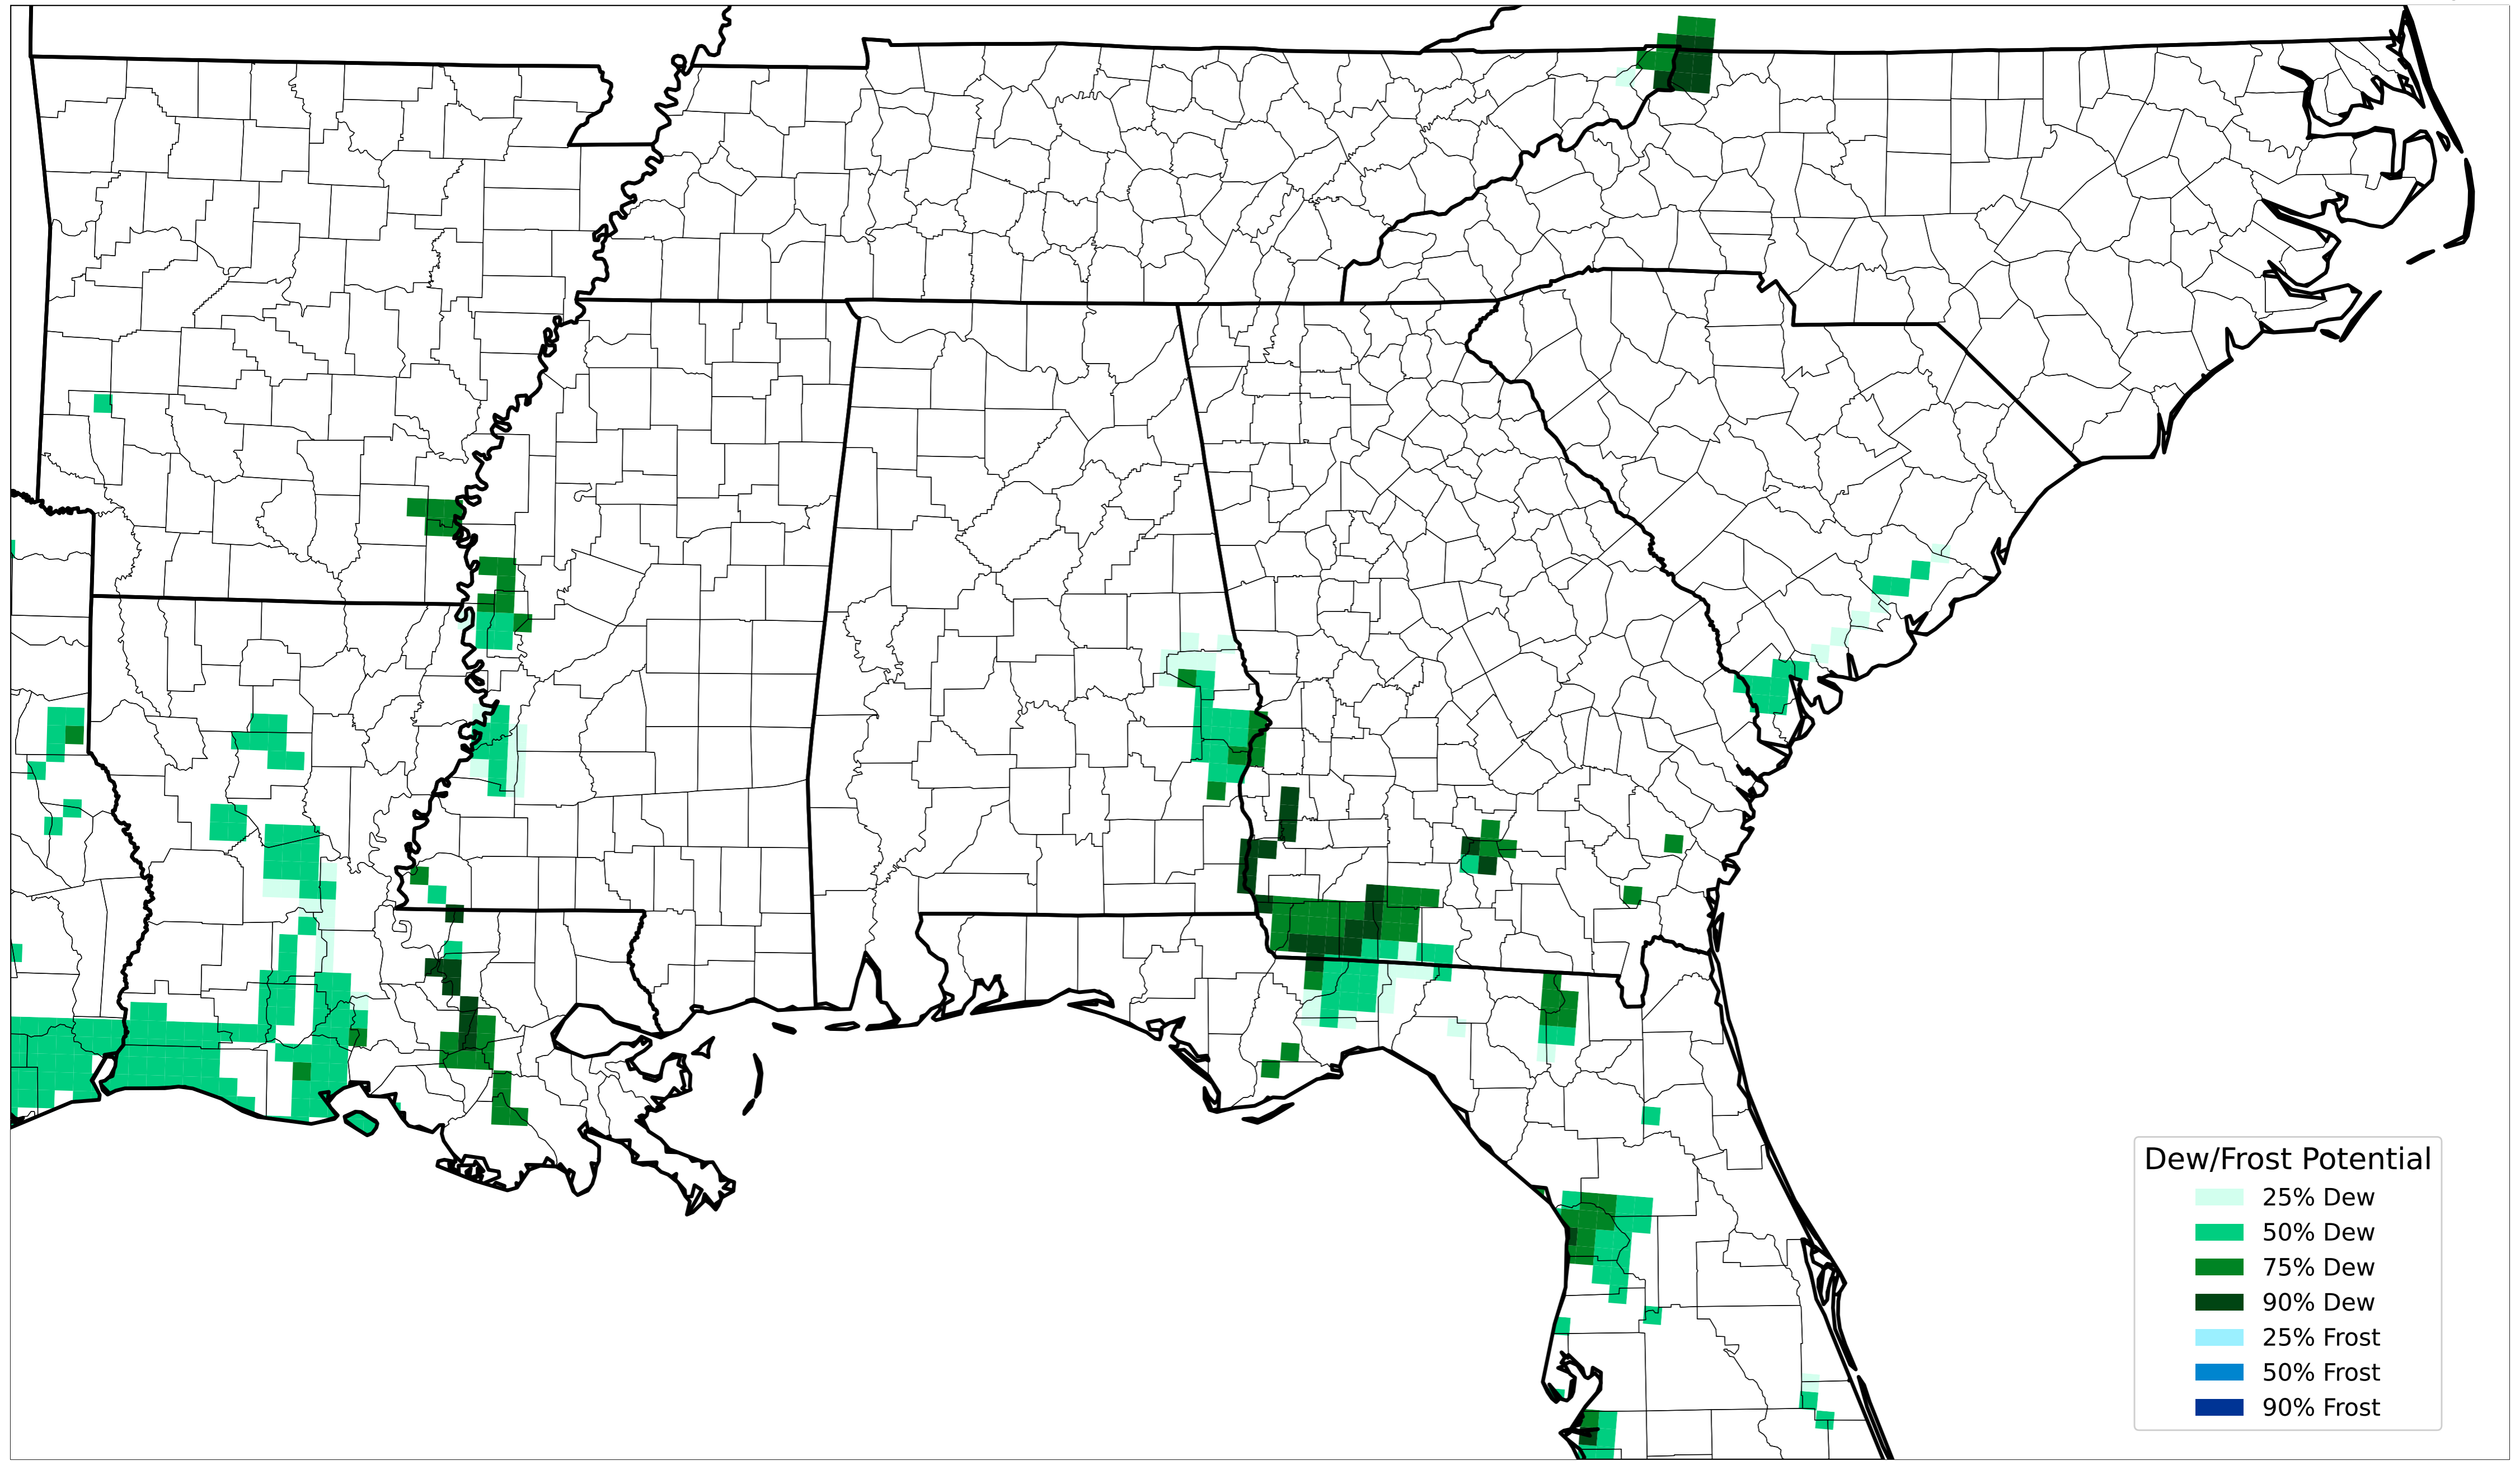 Dew/Frost Potential
25% Dew
50% Dew
75% Dew
90% Dew
25% Frost
50% Frost
90% Frost